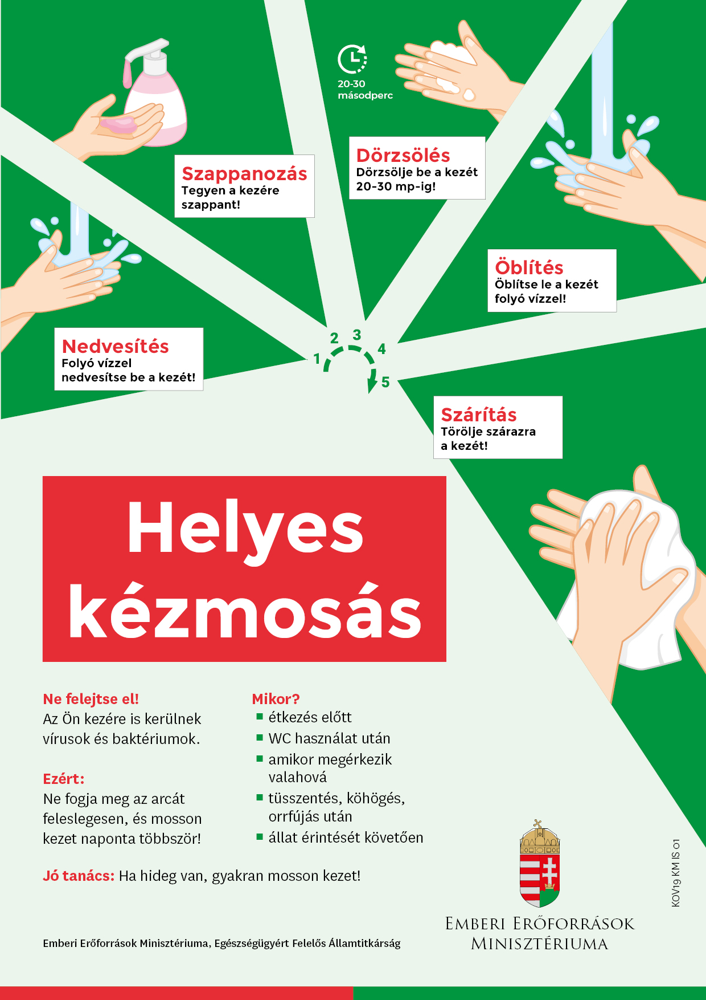 20-30
másodperc
Nedvesítés
Folyó vízzel
nedvesítse be a kezét!
Szappanozás
Tegyen a kezére
szappant!
Dörzsölés
Dörzsölje be a kezét
20-30 mp-ig!
Öblítés
Öblítse le a kezét
folyó vízzel!
Szárítás
Törölje szárazra
a kezét!
1
2
3
4
5
Helyes
kézmosás
Ne felejtse el!
Az Ön kezére is kerülnek
vírusok és baktériumok.
Ezért:
Ne fogja meg az arcát
feleslegesen, és mosson
kezet naponta többször!
Mikor?
étkezés előtt
WC használat után
amikor megérkezik
valahová
tüsszentés, köhögés,
orrfújás után
állat érintését követően
Jó tanács: Ha hideg van, gyakran mosson kezet!
Emberi Erőforrások Minisztériuma, Egészségügyért Felelős Államtitkárság
EMBERI ERŐFORRÁSOK
MINISZTÉRIUMA
KOV19 KM IS 01